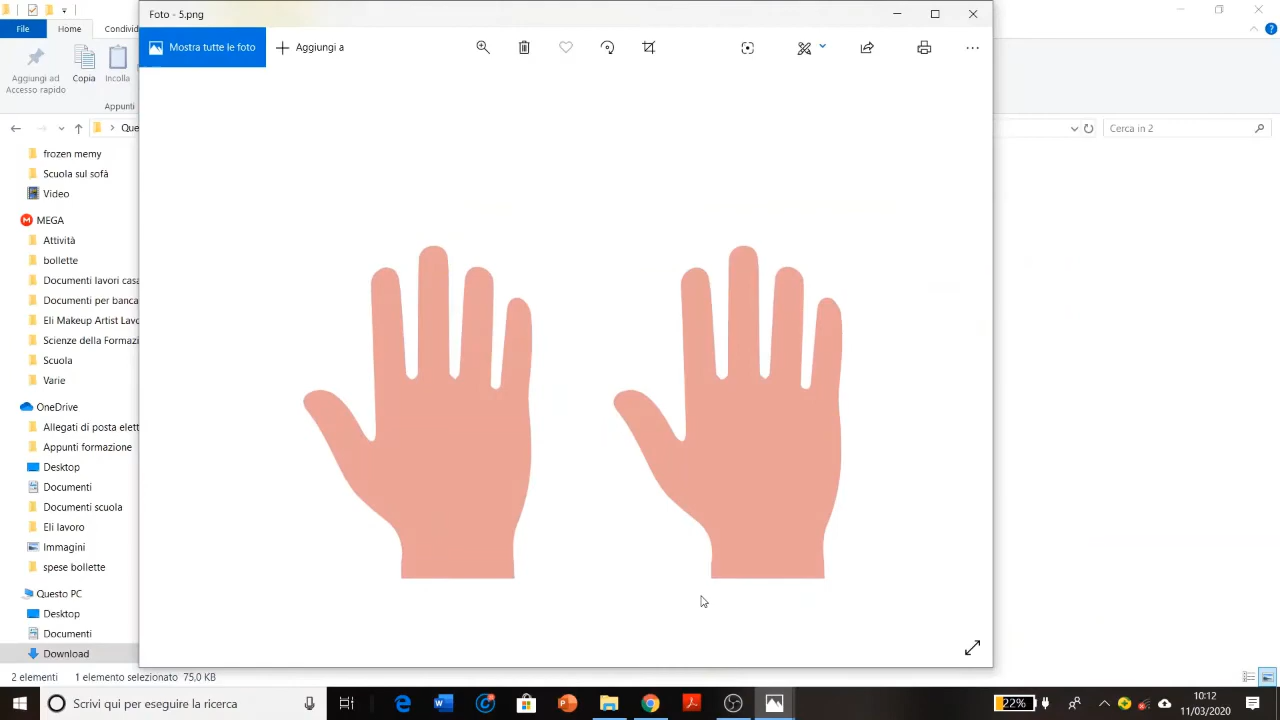 Foto - 5.png
File
Home
Condivid
Mostra tutte le foto
Aggiungi a
Aggiungi ad
Accesso rapido
Copia
Incolla
Appunti
Que
Cerca in 2
frozen memy
Scuola sul sofà
Video
MEGA
Attività
bollette
Documenti lavori casa
Documenti per banca
Eli Makeup Artist Lavo
Scienze della Formazi
Scuola
Varie
OneDrive
Allegati di posta elett
Appunti formazione
Desktop
Documenti
Documenti scuola
Eli lavoro
Immagini
spese bollette
Questo PC
Desktop
Documenti
Download
2 elementi 1 elemento selezionato 75,0 KB
Scrivi qui per eseguire la ricerca
22%
10:12
11/03/2020